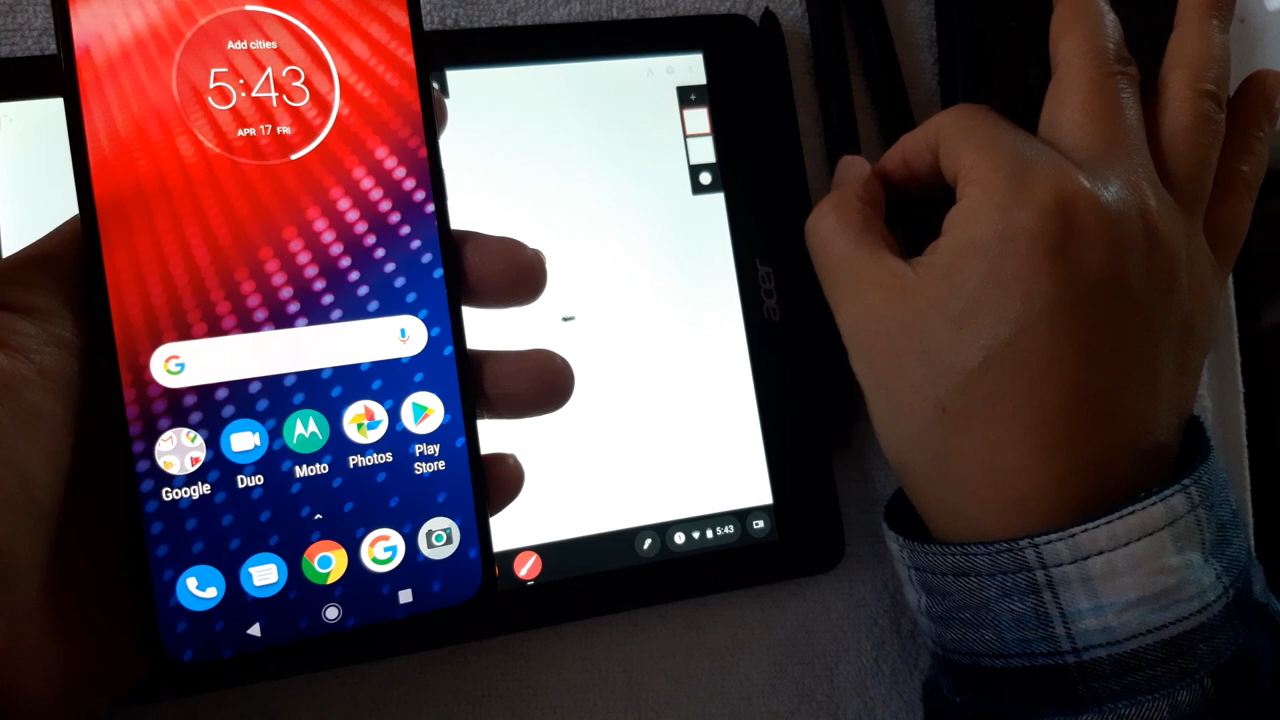 Add cities
5:43
APR 17 FRI
Google
Duo
Moto
Photos
Play
Store
acer
5:43